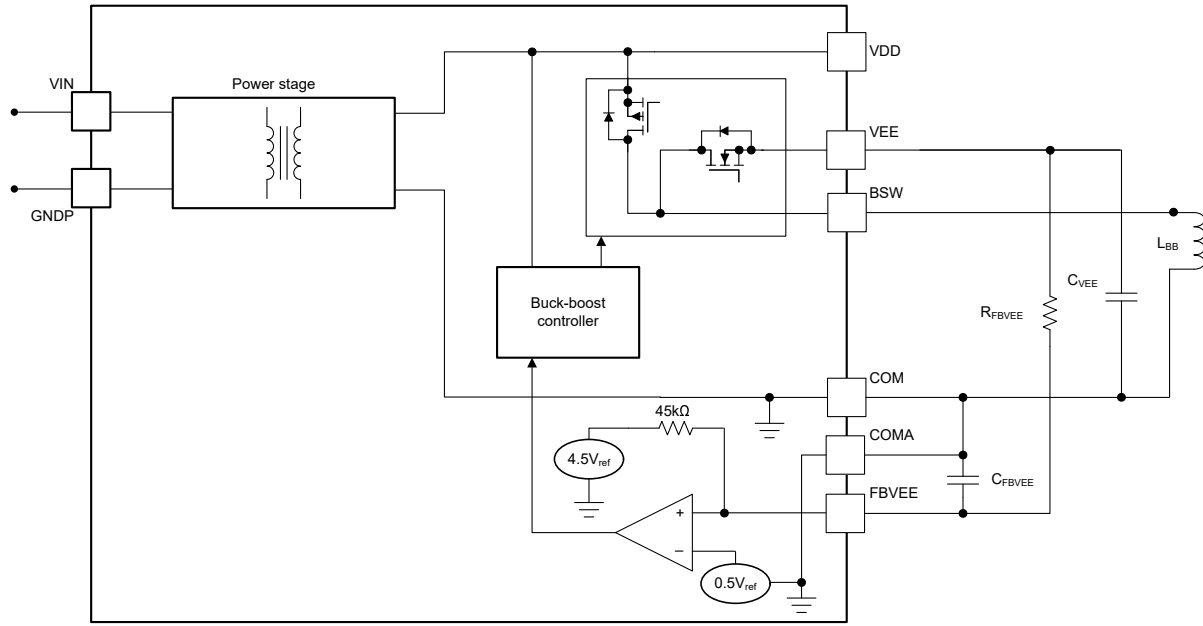 VIN
GNDP
Power stage
Buck-boost
controller
45kΩ
4.5Vref
0.5Vref
+
−
VDD
VEE
BSW
COM
COMA
FBVEE
RFBVEE
CVEE
LBB
CFBVEE